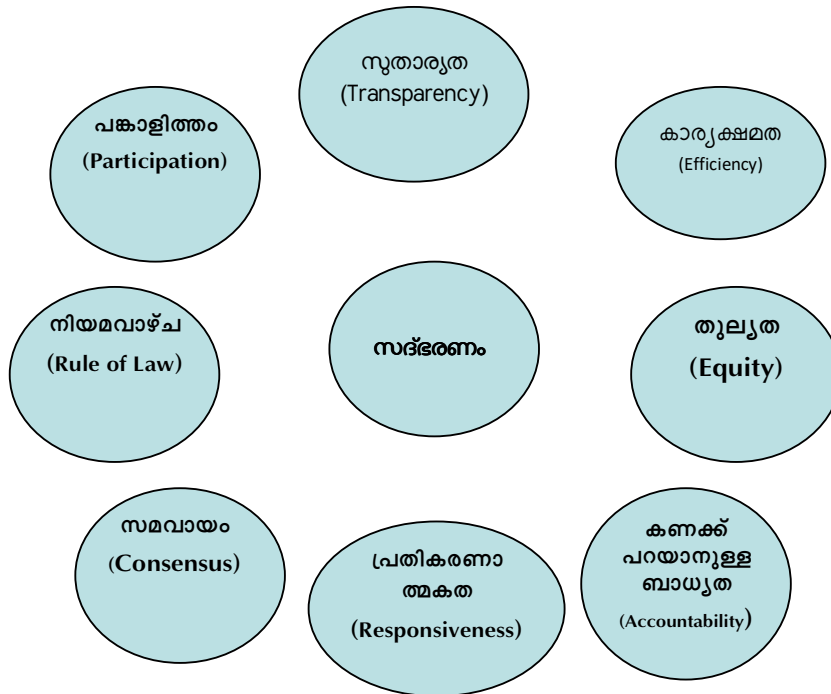 സുതാര്യത
(Transparency)
പങ്കാളിത്തം
(Participation)
കാര്യക്ഷമത
(Efficiency)
നിയമവാഴ്ച
(Rule of Law)
സദ്ഭരണം
തുല്യത
(Equity)
സമവായം
(Consensus)
പ്രതികരണാ
ത്മകത
(Responsiveness)
കണക്ക്
പറയാനുള്ള
ബാധ്യത
(Accountability)